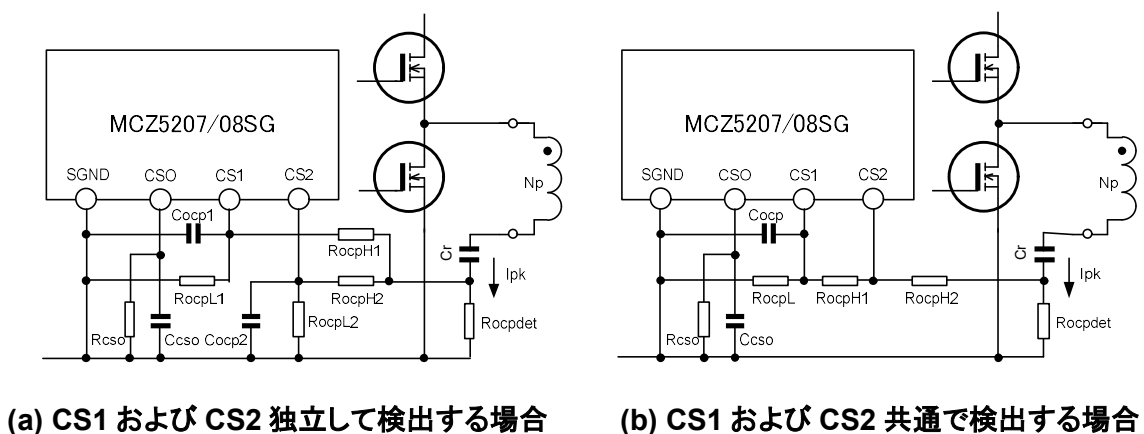 MCZ5207/08SG
SGND CSO CS1 CS2
Cocp1
RocpH1
RocpL1
RocpH2
RocpL2
Rcso
Ccso Cocp2
Np
Cr
Ipk
Rocpdet
(a) CS1 および CS2 独立して検出する場合
MCZ5207/08SG
SGND CSO CS1 CS2
Cocp
RocpL RocpH1 RocpH2
Rcso
Ccso
Np
Cr
Ipk
Rocpdet
(b) CS1 および CS2 共通で検出する場合